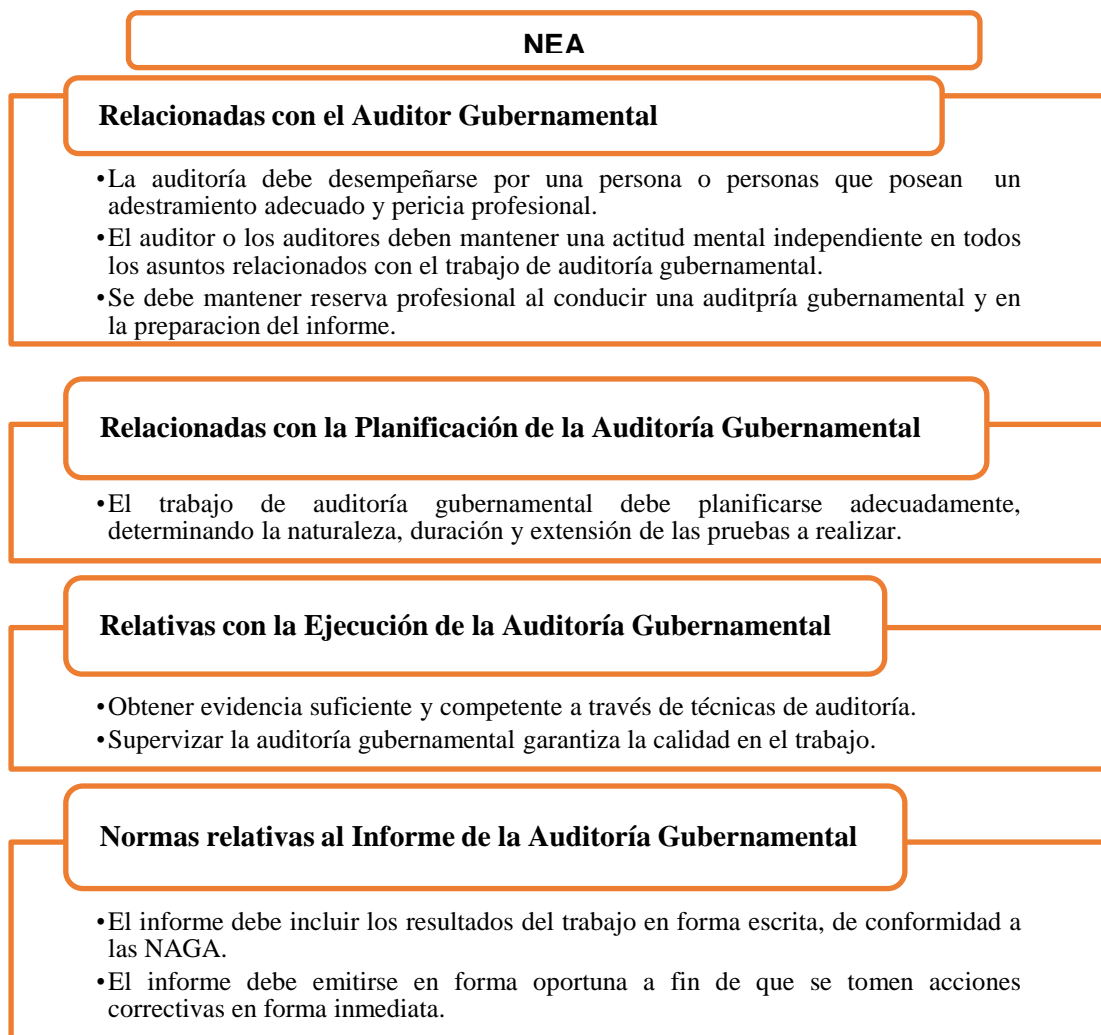 NEA
Relacionadas con el Auditor Gubernamental
•La auditoría debe desempeñarse por una persona o personas que posean un
adestramiento adecuado y pericia profesional.
•El auditor o los auditores deben mantener una actitud mental independiente en todos
los asuntos relacionados con el trabajo de auditoría gubernamental.
•Se debe mantener reserva profesional al conducir una auditpría gubernamental y en
la preparacion del informe.
Relacionadas con la Planificación de la Auditoría Gubernamental
•El trabajo de auditoría gubernamental debe planificarse adecuadamente,
determinando la naturaleza, duración y extensión de las pruebas a realizar.
Relativas con la Ejecución de la Auditoría Gubernamental
•Obtener evidencia suficiente y competente a través de técnicas de auditoría.
•Supervizar la auditoría gubernamental garantiza la calidad en el trabajo.
Normas relativas al Informe de la Auditoría Gubernamental
•El informe debe incluir los resultados del trabajo en forma escrita, de conformidad a
las NAGA.
•El informe debe emitirse en forma oportuna a fin de que se tomen acciones
correctivas en forma inmediata.